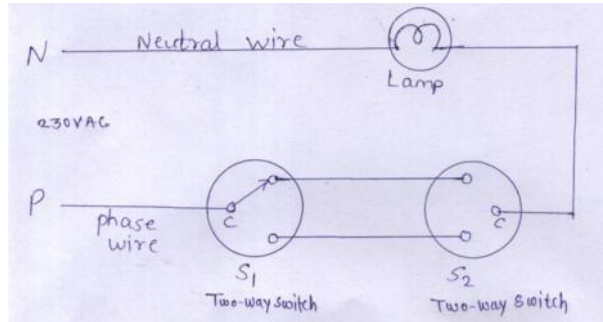 N Neutral wire
Lamp
230VAC
P
phase
wire
C
C
S1
S2
Two-way switch
Two-way switch